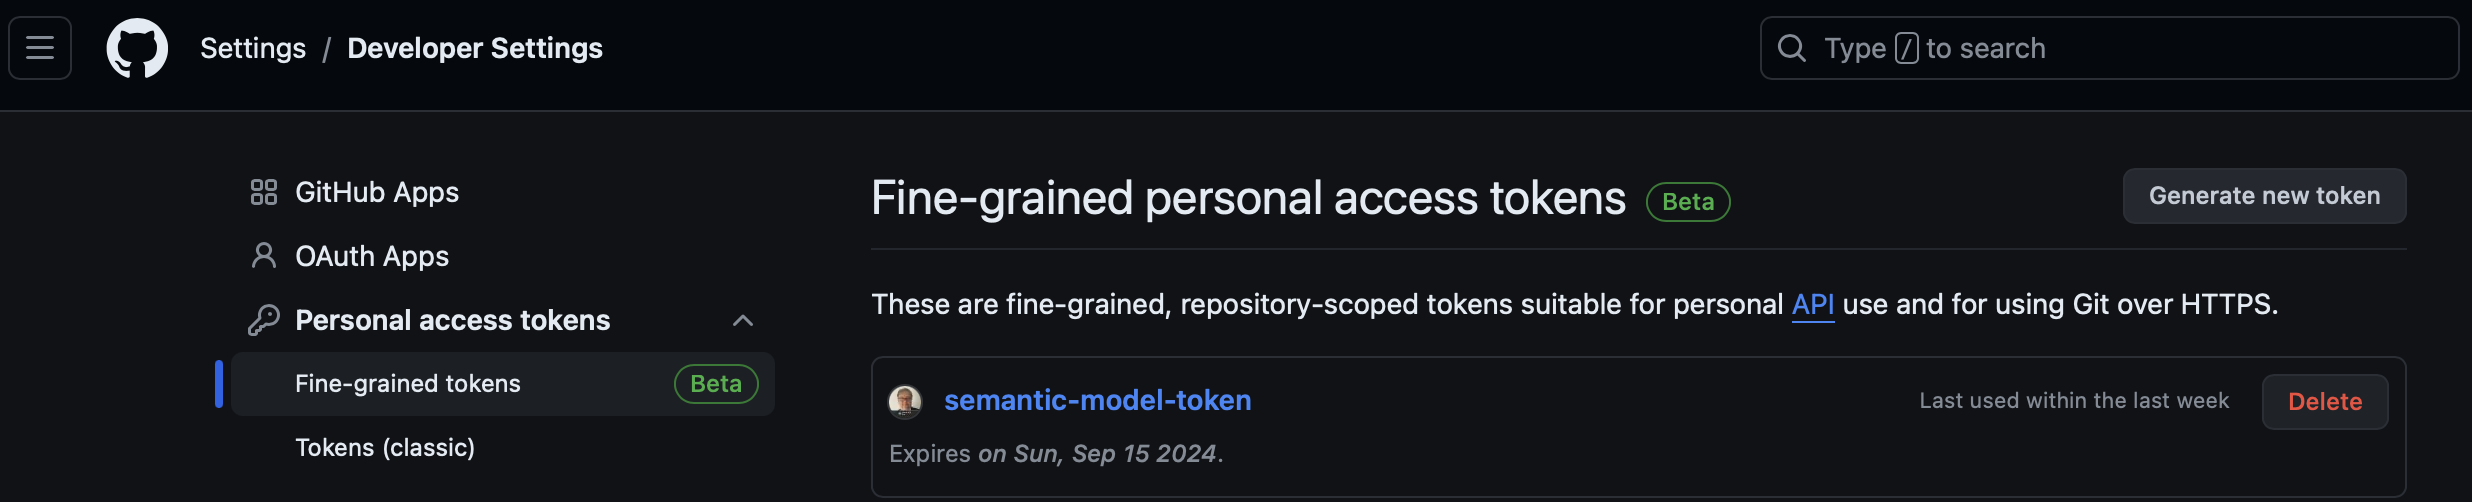 Settings / Developer Settings
Type / to search
GitHub Apps
OAuth Apps
Personal access tokens
Fine-grained tokens Beta
Tokens (classic)
Fine-grained personal access tokens Beta
Generate new token
These are fine-grained, repository-scoped tokens suitable for personal API use and for using Git over HTTPS.
semantic-model-token
Last used within the last week
Delete
Expires on Sun, Sep 15 2024.